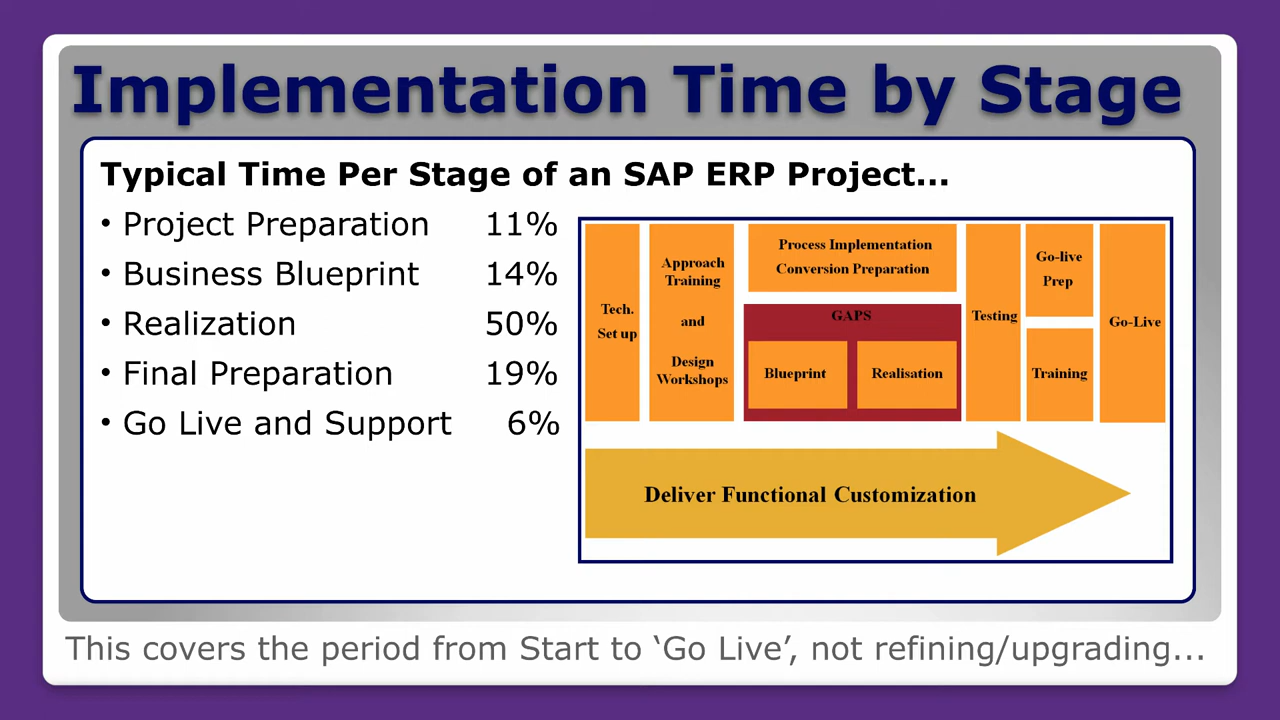 Implementation Time by Stage
Typical Time Per Stage of an SAP ERP Project...
• Project Preparation 11%
• Business Blueprint 14%
• Realization 50%
• Final Preparation 19%
• Go Live and Support 6%
Tech.
Set up
Approach
Training
and
Design
Workshops
Process Implementation
Conversion Preparation
GAPS
Blueprint
Realisation
Testing
Go-live
Prep
Training
Go-Live
Deliver Functional Customization
This covers the period from Start to ‘Go Live’, not refining/upgrading...